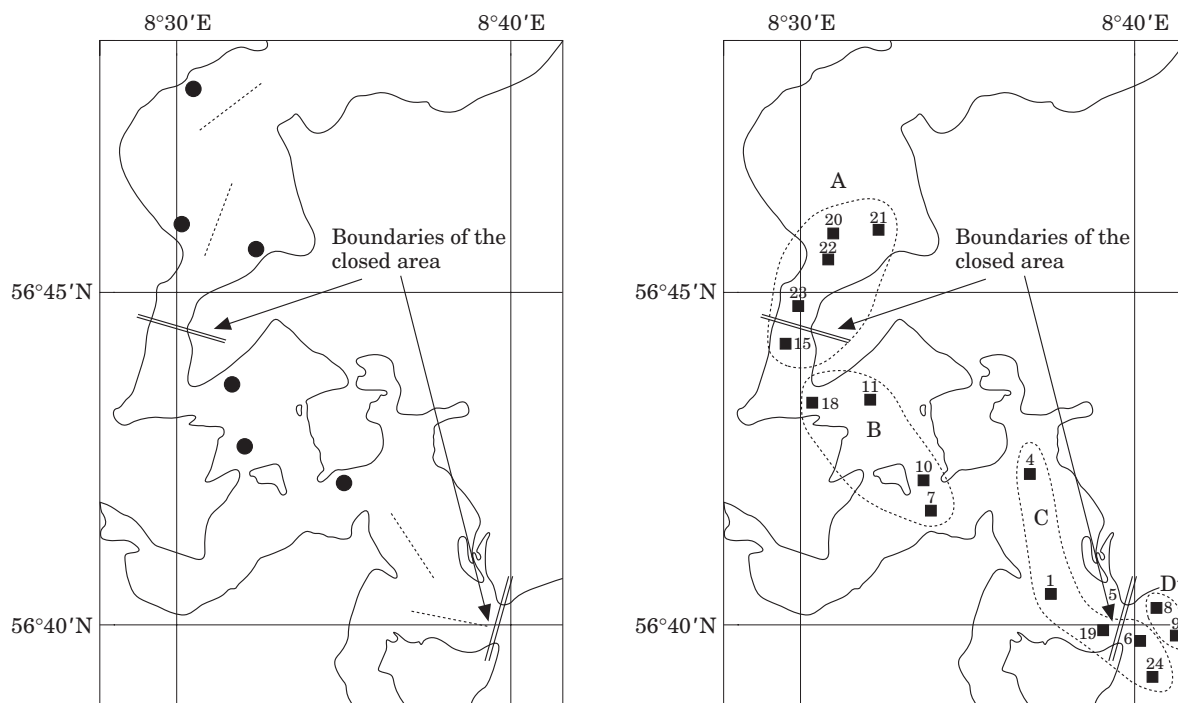 8°30′E
8°40′E
Boundaries of the
closed area
56°45′N
56°40′N
8°30′E
8°40′E
A
20
21
22
Boundaries of the
closed area
56°45′N
23
15
11
18
B
10
4
7
C
1
5
D
8
56°40′N
19
6
9
24